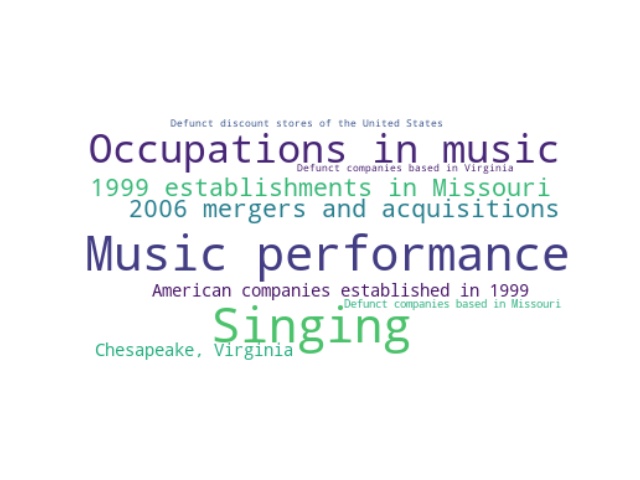 Defunct discount stores of the United States
Occupations in music
Defunct companies based in Virginia
1999 establishments in Missouri
2006 mergers and acquisitions
Music performance
American companies established in 1999
Defunct companies based in Missouri
Singing
Chesapeake, Virginia